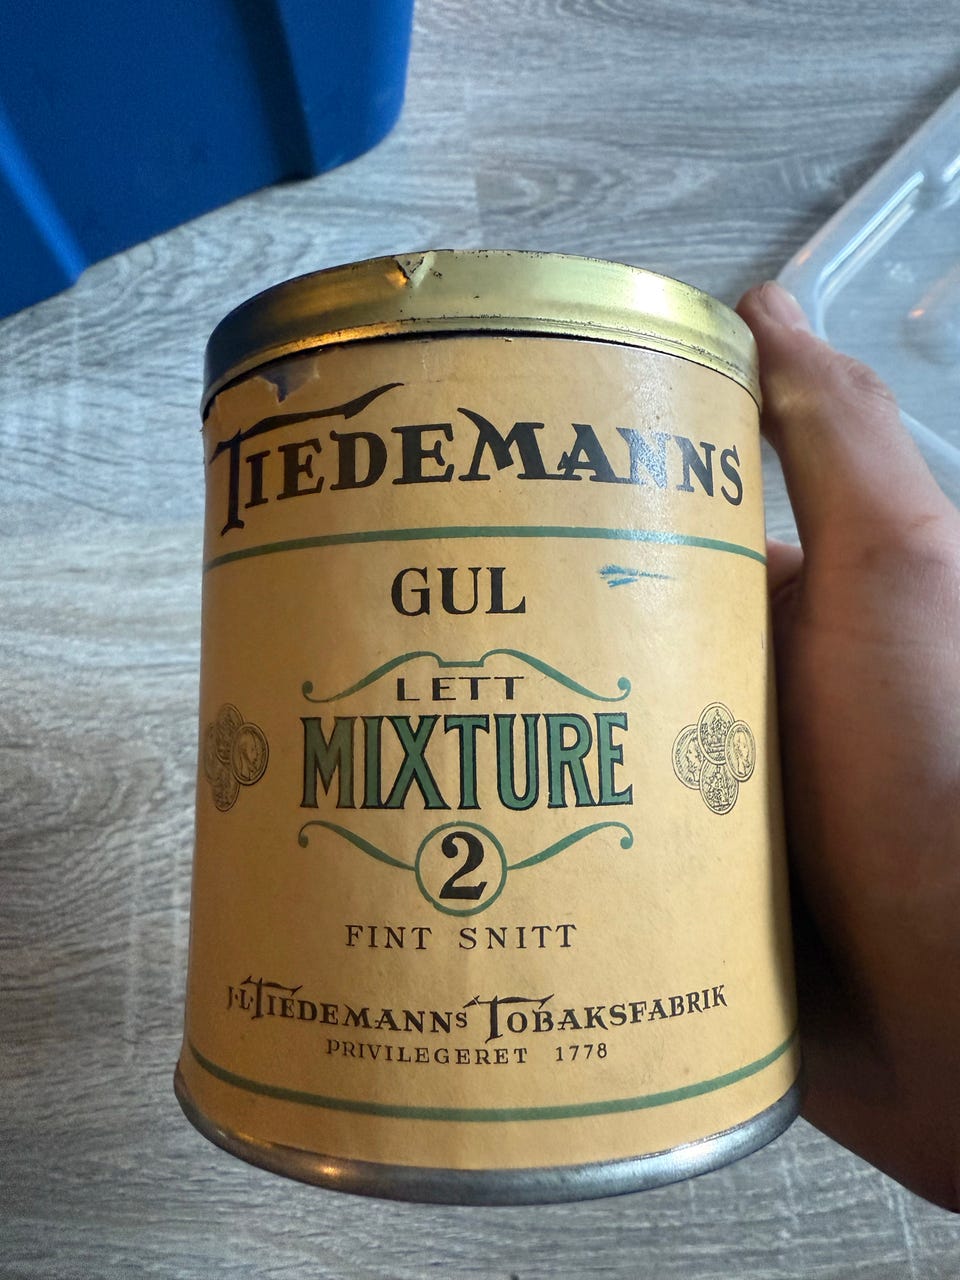 TIEDEMANNS
GUL
LETT
MIXTURE
2
FINT SNITT
J.L. TIEDEMANNS TOBAKSFABRIK
PRIVILEGERET 1778